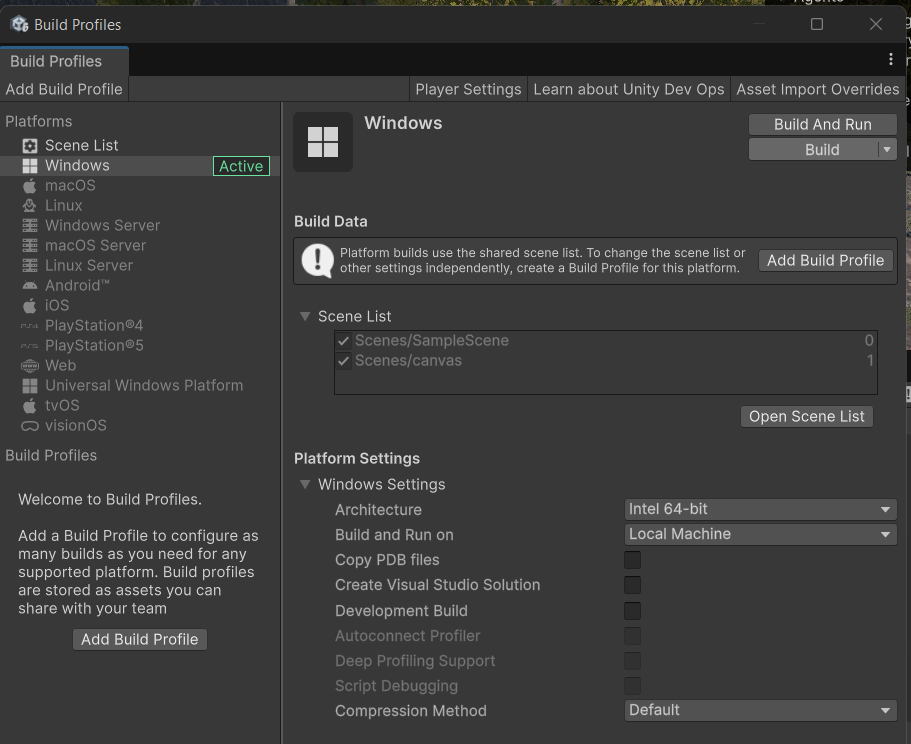 Agents
Build Profiles
Build Profiles
Add Build Profile
Player Settings
Learn about Unity Dev Ops
Asset Import Overrides
Platforms
Scene List
Windows
Active
macOS
Linux
Windows Server
macOS Server
Linux Server
Android™
iOS
PlayStation®4
PlayStation®5
Web
Universal Windows Platform
tvOS
visionOS
Build Profiles
Welcome to Build Profiles.
Add a Build Profile to configure as
many builds as you need for any
supported platform. Build profiles
are stored as assets you can
share with your team
Add Build Profile
Windows
Build And Run
Build
Build Data
Platform builds use the shared scene list. To change the scene list or
other settings independently, create a Build Profile for this platform.
Add Build Profile
Scene List
Scenes/SampleScene 0
Scenes/canvas 1
Open Scene List
Platform Settings
Windows Settings
Architecture Intel 64-bit
Build and Run on Local Machine
Copy PDB files
Create Visual Studio Solution
Development Build
Autoconnect Profiler
Deep Profiling Support
Script Debugging
Compression Method Default